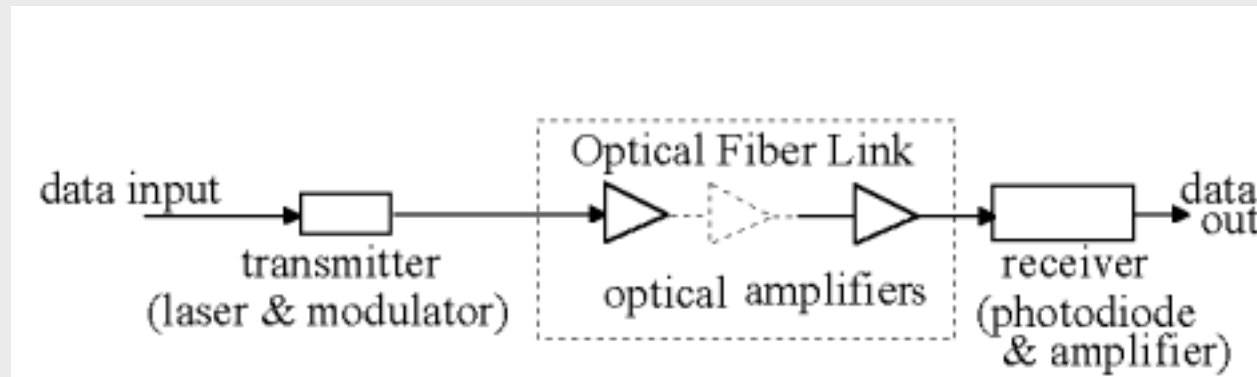 Optical Fiber Link
data input
data
out
transmitter
(laser & modulator)
optical amplifiers
receiver
(photodiode
& amplifier)